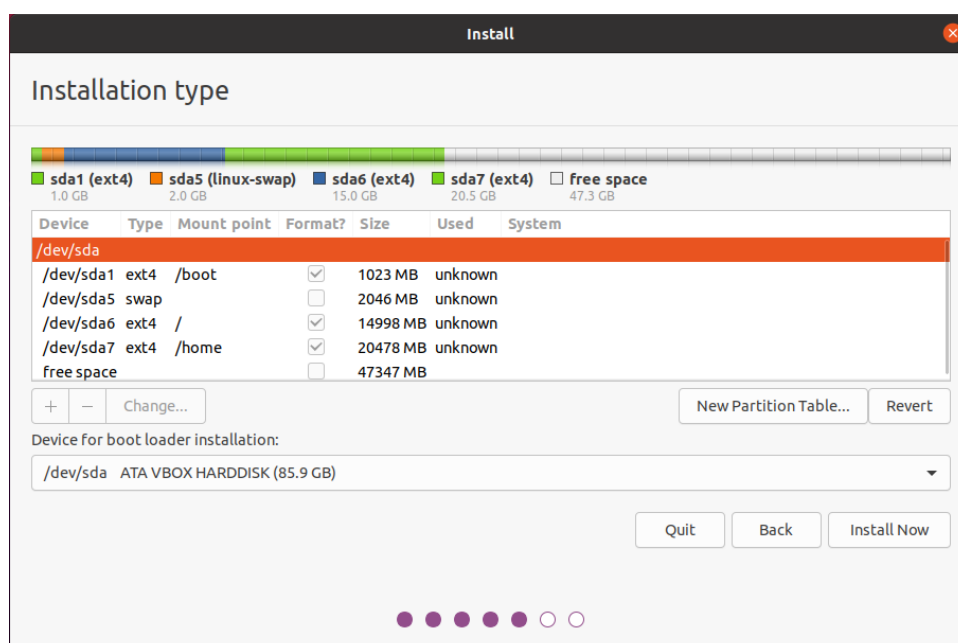 Install
Installation type
sda1 (ext4) sda5 (linux-swap) sda6 (ext4) sda7 (ext4) free space
1.0 GB 2.0 GB 15.0 GB 20.5 GB 47.3 GB
Device Type Mount point Format? Size Used System
/dev/sda
/dev/sda1 ext4 /boot 1023 MB unknown
/dev/sda5 swap 2046 MB unknown
/dev/sda6 ext4 / 14998 MB unknown
/dev/sda7 ext4 /home 20478 MB unknown
free space 47347 MB
+ − Change... New Partition Table... Revert
Device for boot loader installation:
/dev/sda ATA VBOX HARDDISK (85.9 GB)
Quit Back Install Now